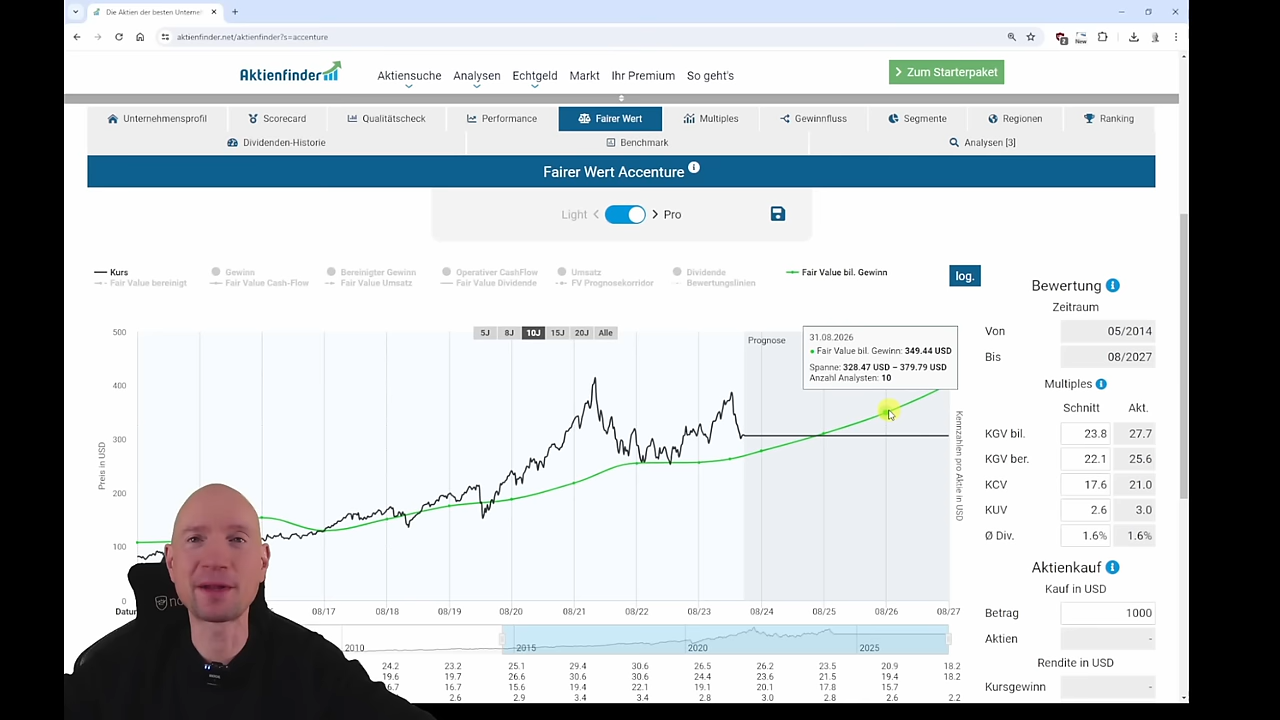 Die Aktien der besten Unterneh
aktienfinder.net/aktienfinder?s=accenture
New
Aktienfinder
Aktiensuche Analysen Echtgeld Markt Ihr Premium So geht's
Zum Starterpaket
Unternehmensprofil Scorecard Qualitätscheck Performance Fairer Wert Multiples Gewinnfluss Segmente Regionen Ranking
Dividenden-Historie Benchmark Analysen [3]
Fairer Wert Accenture
Light < > Pro
Kurs Gewinn Bereinigter Gewinn Operativer CashFlow Umsatz Dividende Fair Value bil. Gewinn
Fair Value bereinigt Fair Value Cash-Flow Fair Value Umsatz Fair Value Dividende FV Prognosekorridor Bewertungslinien
log.
5J 8J 10J 15J 20J Alle
Prognose
31.08.2026
Fair Value bil. Gewinn: 349.44 USD
Spanne: 328.47 USD – 379.79 USD
Anzahl Analysten: 10
500
400
300
200
100
0
Preis in USD
Kennzahlen pro Aktie in USD
Datum 08/17 08/18 08/19 08/20 08/21 08/22 08/23 08/24 08/25 08/26 08/27
2010 2015 2020 2025
24.2 23.2 25.1 29.4 30.6 26.5 26.2 23.5 20.9 18.2
19.6 19.7 26.6 30.6 30.6 24.4 23.4 21.5 19.4 18.2
16.7 15.6 19.4 22.1 19.1 20.1 17.8 15.7
2.6 2.9 3.4 3.4 2.8 3.0 2.8 2.6 2.2
Bewertung
Zeitraum
Von 05/2014
Bis 08/2027
Multiples
Schnitt Akt.
KGV bil. 23.8 27.7
KGV ber. 22.1 25.6
KCV 17.6 21.0
KUV 2.6 3.0
Ø Div. 1.6% 1.6%
Aktienkauf
Kauf in USD
Betrag 1000
Aktien -
Rendite in USD
Kursgewinn -